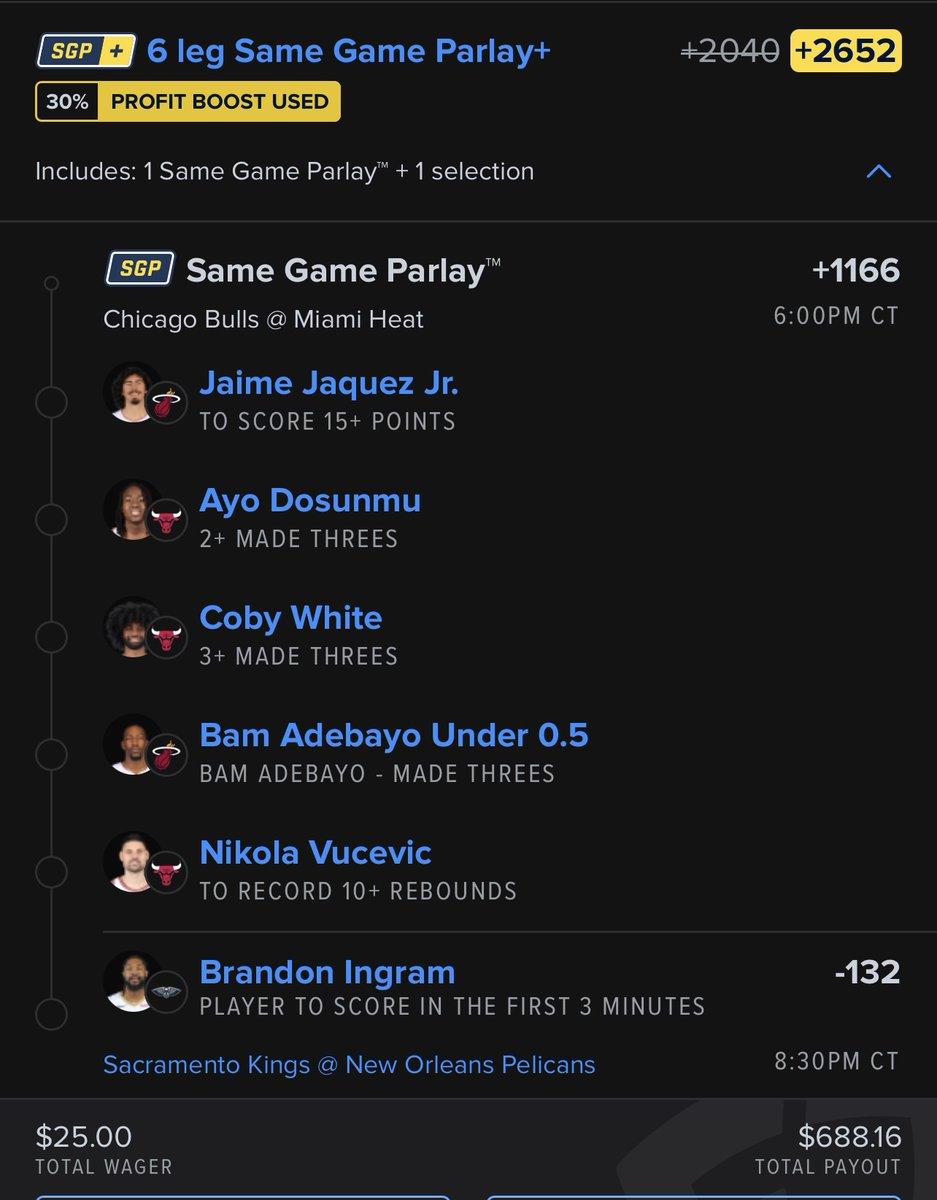 SGP + 6 leg Same Game Parlay+ +2040 +2652
30% PROFIT BOOST USED
Includes: 1 Same Game Parlay™ + 1 selection
SGP Same Game Parlay™ +1166
Chicago Bulls @ Miami Heat 6:00PM CT
Jaime Jaquez Jr.
TO SCORE 15+ POINTS
Ayo Dosunmu
2+ MADE THREES
Coby White
3+ MADE THREES
Bam Adebayo Under 0.5
BAM ADEBAYO - MADE THREES
Nikola Vucevic
TO RECORD 10+ REBOUNDS
Brandon Ingram -132
PLAYER TO SCORE IN THE FIRST 3 MINUTES
Sacramento Kings @ New Orleans Pelicans 8:30PM CT
$25.00 $688.16
TOTAL WAGER TOTAL PAYOUT